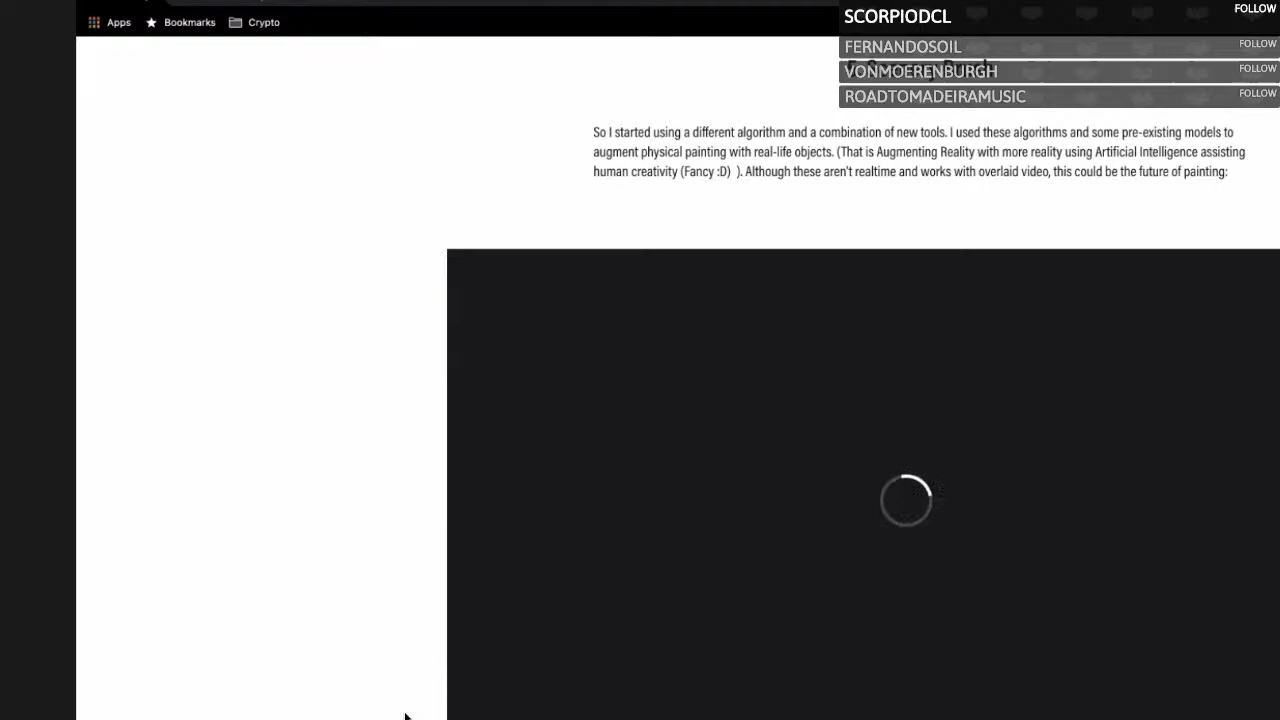 SCORPIODCL FOLLOW
Apps Bookmarks Crypto
FERNANDOSOIL FOLLOW
VONMOERENBURGH FOLLOW
ROADTOMADEIRAMUSIC FOLLOW
So I started using a different algorithm and a combination of new tools. I used these algorithms and some pre-existing models to
augment physical painting with real-life objects. (That is Augmenting Reality with more reality using Artificial Intelligence assisting
human creativity (Fancy :D) ). Although these aren't realtime and works with overlaid video, this could be the future of painting: